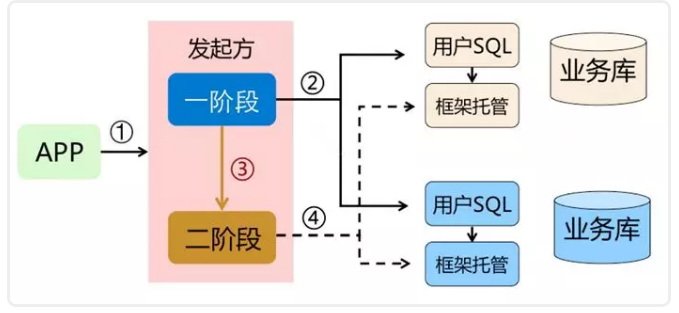 发起方
一阶段
②
用户SQL
框架托管
业务库
①
APP
③
二阶段
④
用户SQL
框架托管
业务库